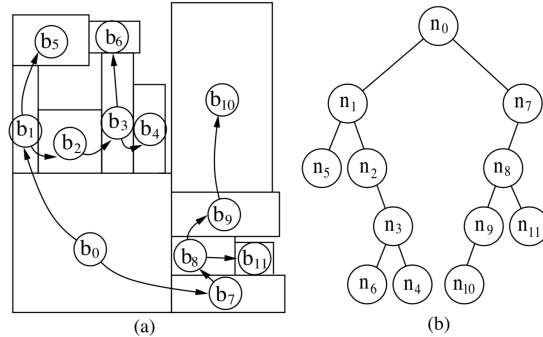 b₅ b₆
b₁₀
b₁ b₂ b₃ b₄
b₉
b₀ b₈ b₁₁
b₇
(a)
n₀
n₁ n₇
n₅ n₂ n₈
n₃ n₉ n₁₁
n₆ n₄ n₁₀
(b)